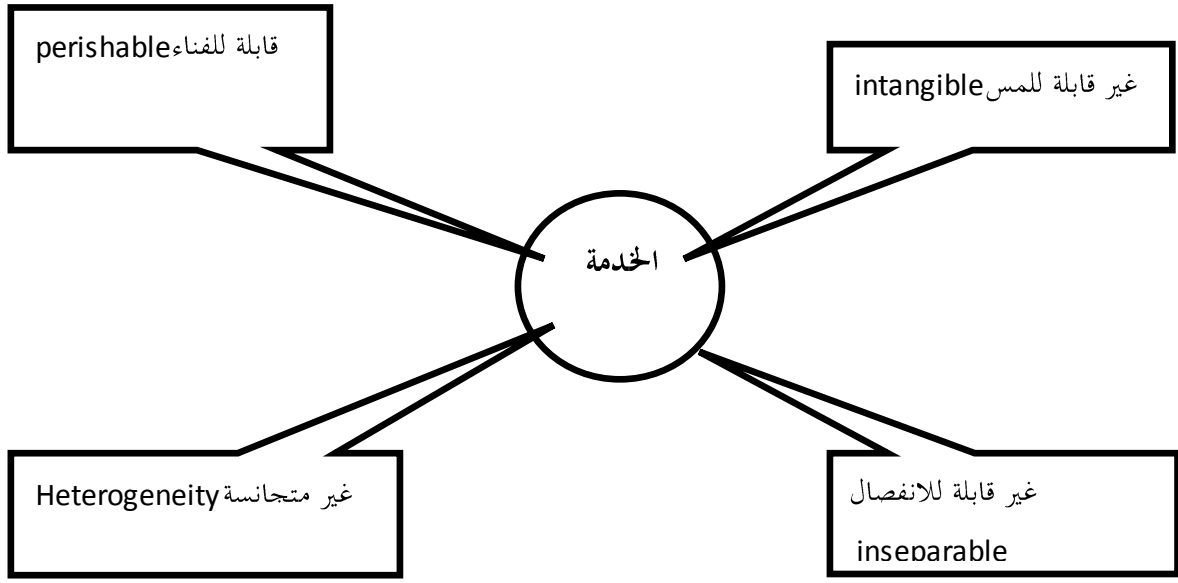 قابلة للفناءperishable
غير قابلة للمسintangible
الخدمة
غير متجانسةHeterogeneity
غير قابلة للانفصال
inseparable